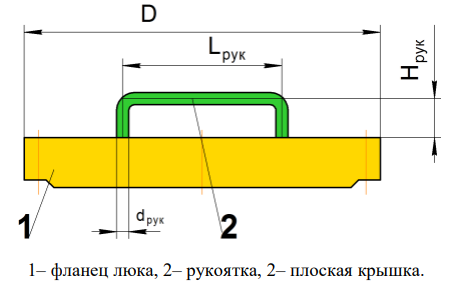 D
Lрук
Hрук
dрук
1
2
1– фланец люка, 2– рукоятка, 2– плоская крышка.